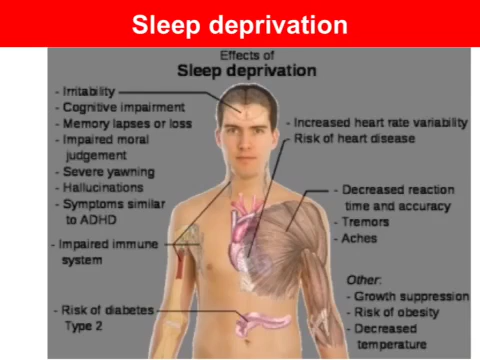 Sleep deprivation
Effects of
Sleep deprivation
- Irritability
- Cognitive impairment
- Memory lapses or loss
- Impaired moral
judgement
- Severe yawning
- Hallucinations
- Symptoms similar
to ADHD
- Impaired immune
system
- Risk of diabetes
Type 2
- Increased heart rate variability
- Risk of heart disease
- Decreased reaction
time and accuracy
- Tremors
- Aches
Other:
- Growth suppression
- Risk of obesity
- Decreased
temperature